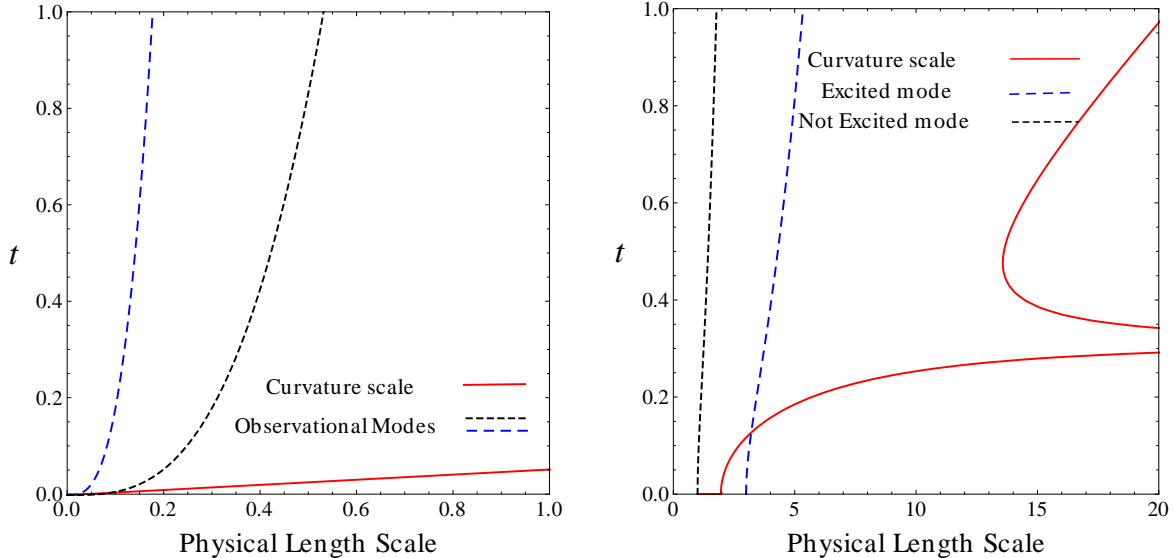 1.0
0.8
0.6
t
0.4
0.2
0.0
0.0 0.2 0.4 0.6 0.8 1.0
Physical Length Scale
Curvature scale
Observational Modes
1.0
0.8
0.6
t
0.4
0.2
0.0
0 5 10 15 20
Physical Length Scale
Curvature scale
Excited mode
Not Excited mode